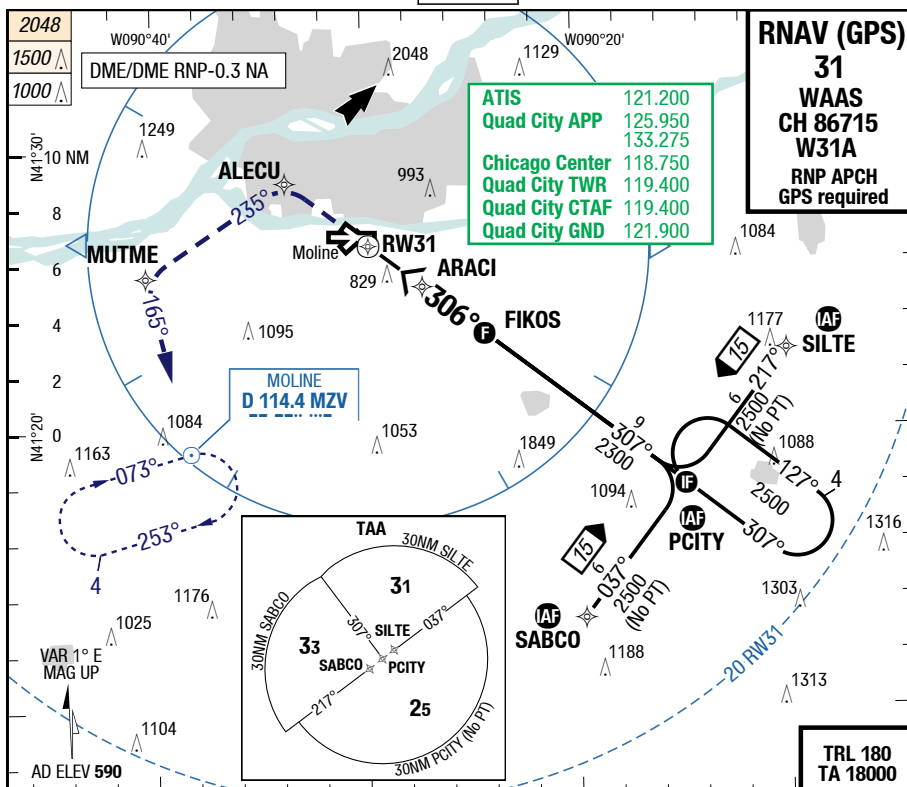 2048
1500
1000
W090°40'
W090°20'
DME/DME RNP-0.3 NA
2048
1129
RNAV (GPS)
31
WAAS
CH 86715
W31A
RNP APCH
GPS required
ATIS 121.200
Quad City APP 125.950
133.275
Chicago Center 118.750
Quad City TWR 119.400
Quad City CTAF 119.400
Quad City GND 121.900
1249
N41°30'
10 NM
ALECU
993
8
235°
1084
MUTME
Moline
RW31
6
829
ARACI
165°
306°
F FIKOS
4
1095
1177
IAF
SILTE
15
217°
6
2500
(No PT)
2
MOLINE
D 114.4 MZV
9
307°
2300
N41°20'
0
1084
1053
1163
1849
1088
073°
127°
4
2500
1094
IF
IAF
PCITY
307°
253°
4
1316
15
6
037°
2500
(No PT)
TAA
30NM SILTE
31
307°
SILTE
037°
30NM SABCO
33
SABCO
PCITY
217°
25
30NM PCITY (No PT)
1176
1303
1025
IAF
SABCO
VAR 1° E
MAG UP
1188
20 RW31
1313
1104
AD ELEV 590
TRL 180
TA 18000